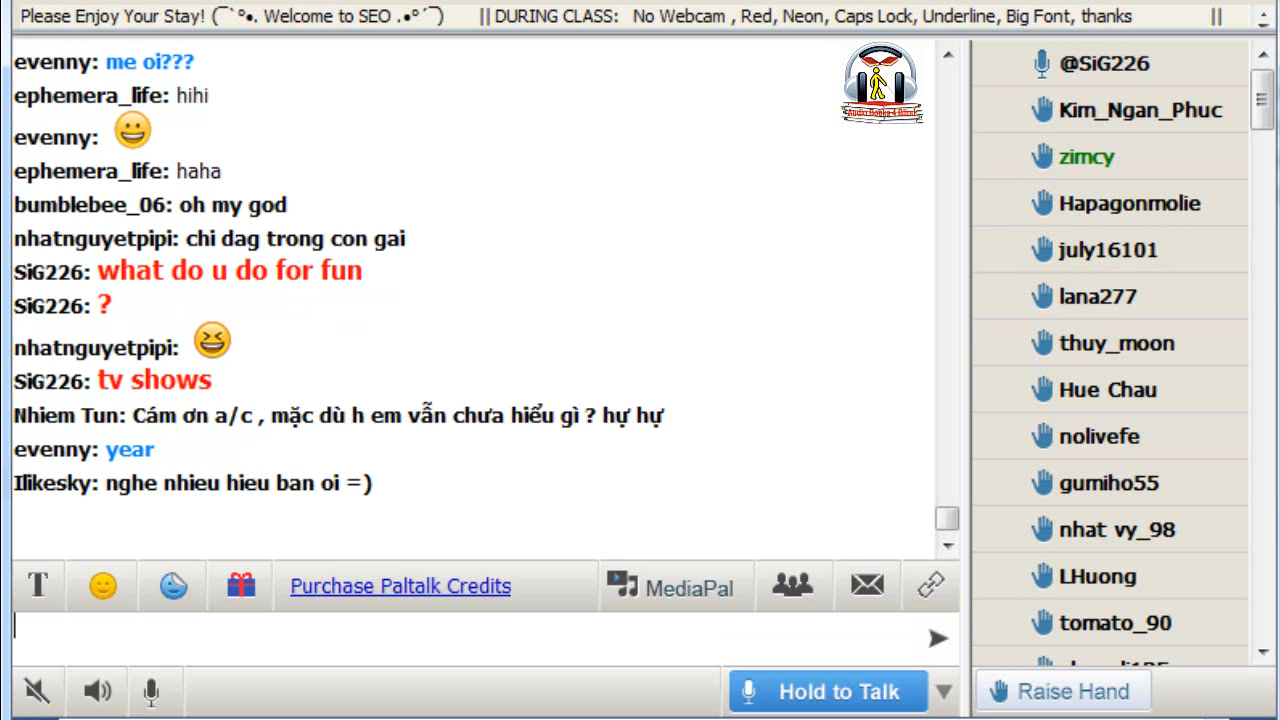 Please Enjoy Your Stay! (¯`°•. Welcome to SEO .•°´¯) || DURING CLASS: No Webcam , Red, Neon, Caps Lock, Underline, Big Font, thanks ||
evenny: me oi???
ephemera_life: hihi
evenny: 😀
ephemera_life: haha
bumblebee_06: oh my god
nhatnguyetpipi: chi dag trong con gai
SiG226: what do u do for fun
SiG226: ?
nhatnguyetpipi: 😆
SiG226: tv shows
Nhiem Tun: Cám ơn a/c , mặc dù h em vẫn chưa hiểu gì ? hự hự
evenny: year
Ilikesky: nghe nhieu hieu ban oi =)
Audio Books 4 Blind
@SiG226
Kim_Ngan_Phuc
zimcy
Hapagonmolie
july16101
lana277
thuy_moon
Hue Chau
nolivefe
gumiho55
nhat vy_98
LHuong
tomato_90
T
Purchase Paltalk Credits
MediaPal
Hold to Talk
Raise Hand